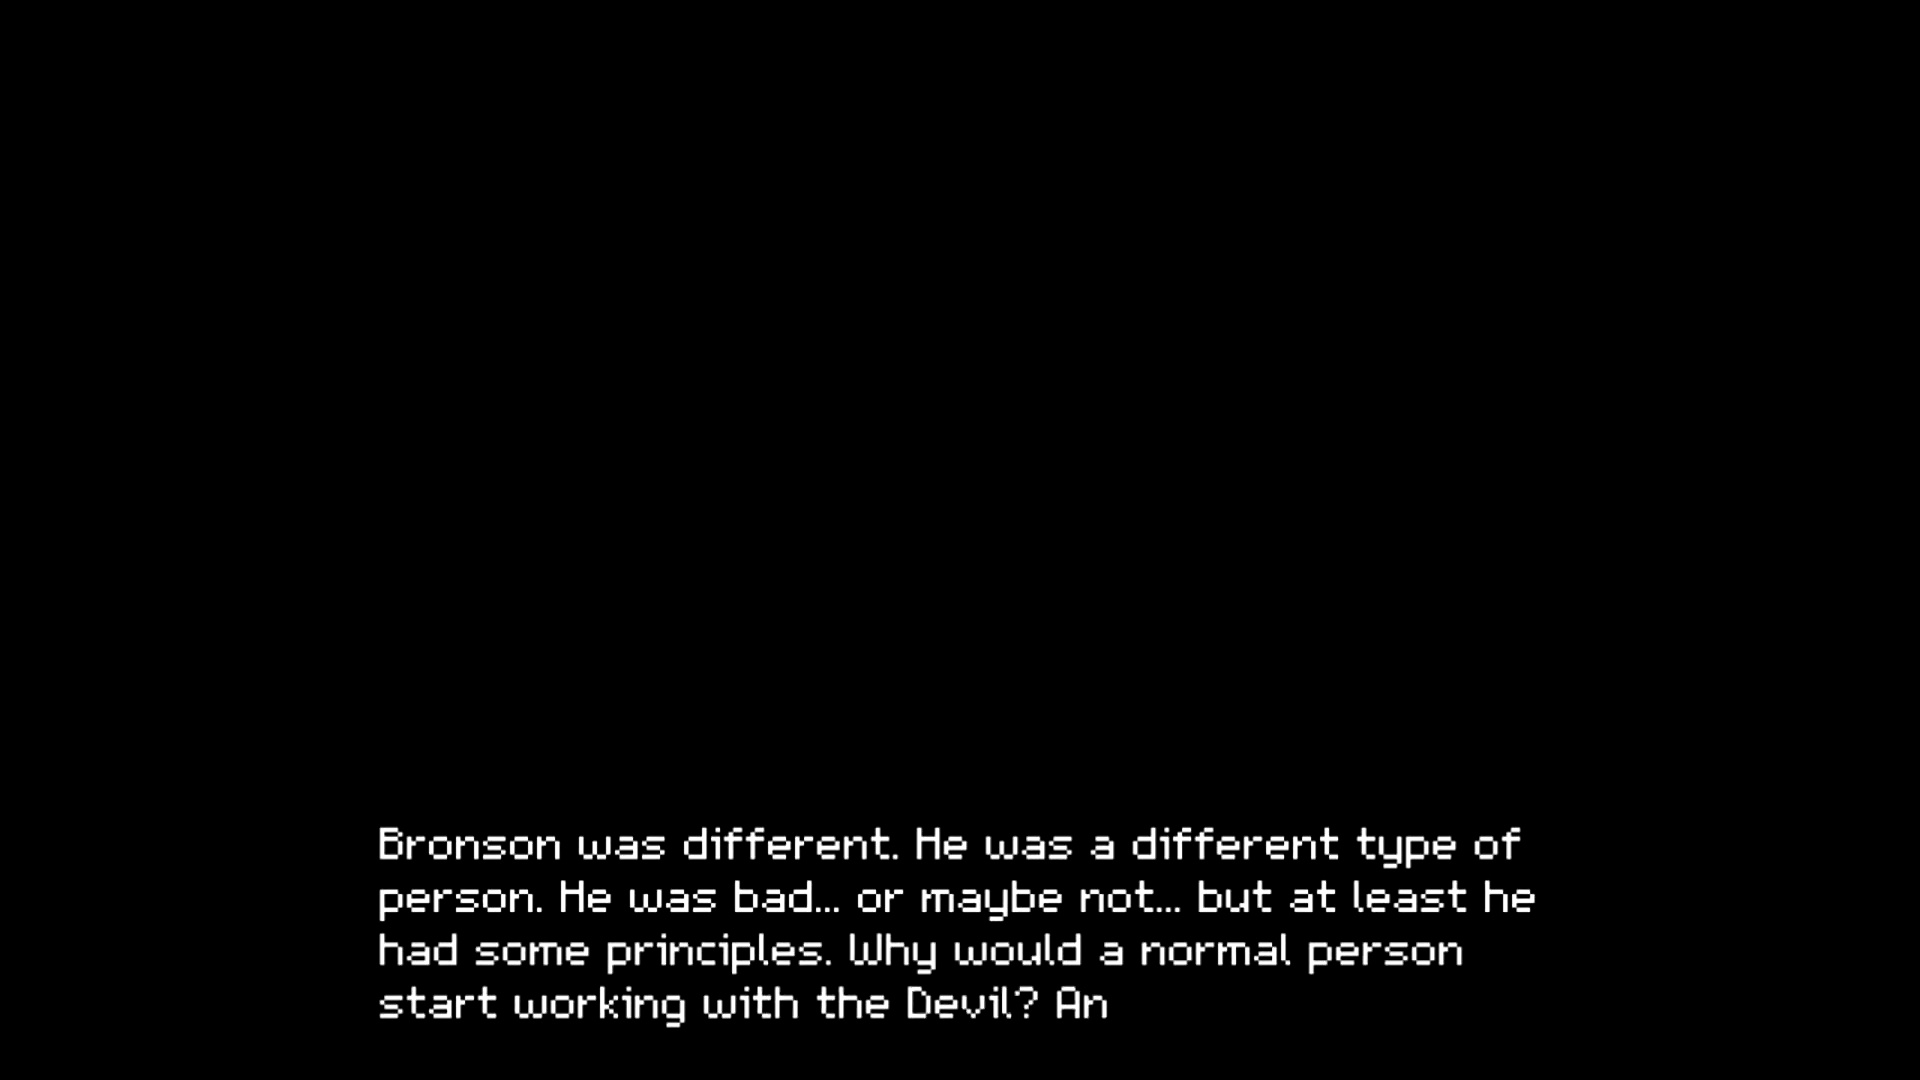 Bronson was different. He was a different type of
person. He was bad... or maybe not... but at least he
had some principles. Why would a normal person
start working with the Devil? An